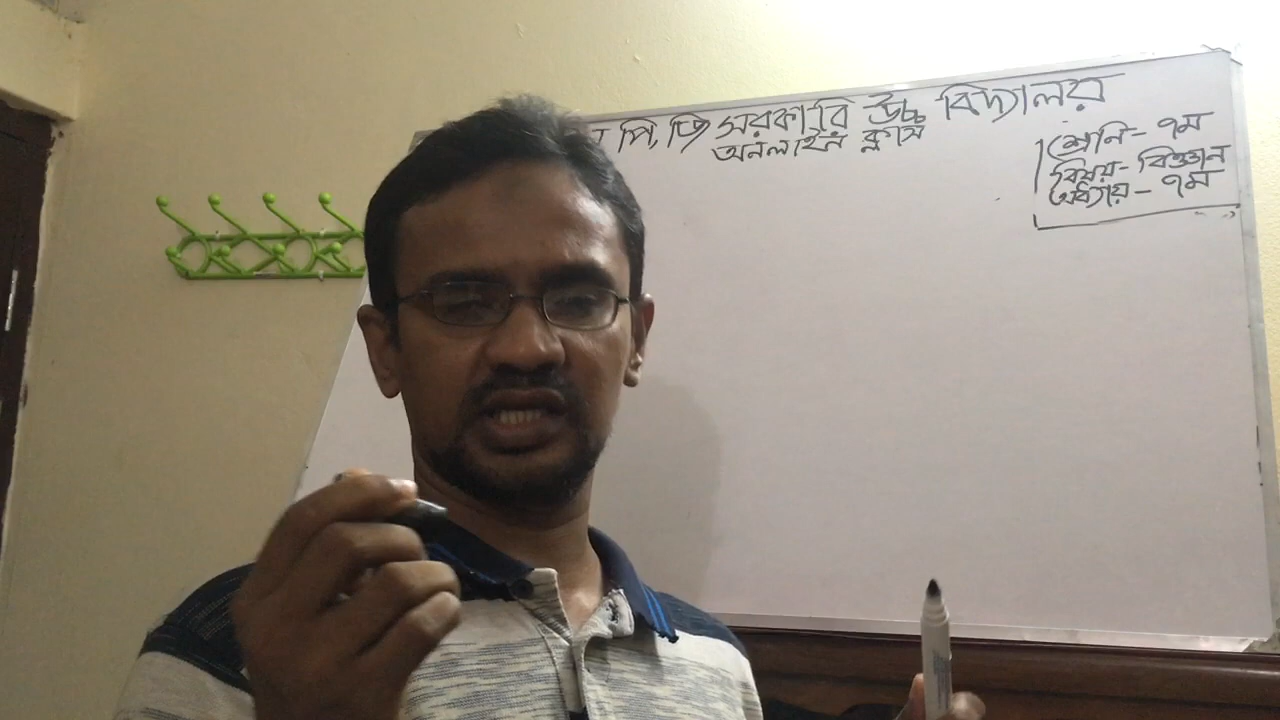 পি, জি সরকারি উচ্চ বিদ্যালয়
অনলাইন ক্লাস
শ্রেণি - ৭ম
বিষয় - বিজ্ঞান
অধ্যায় - ৭ম